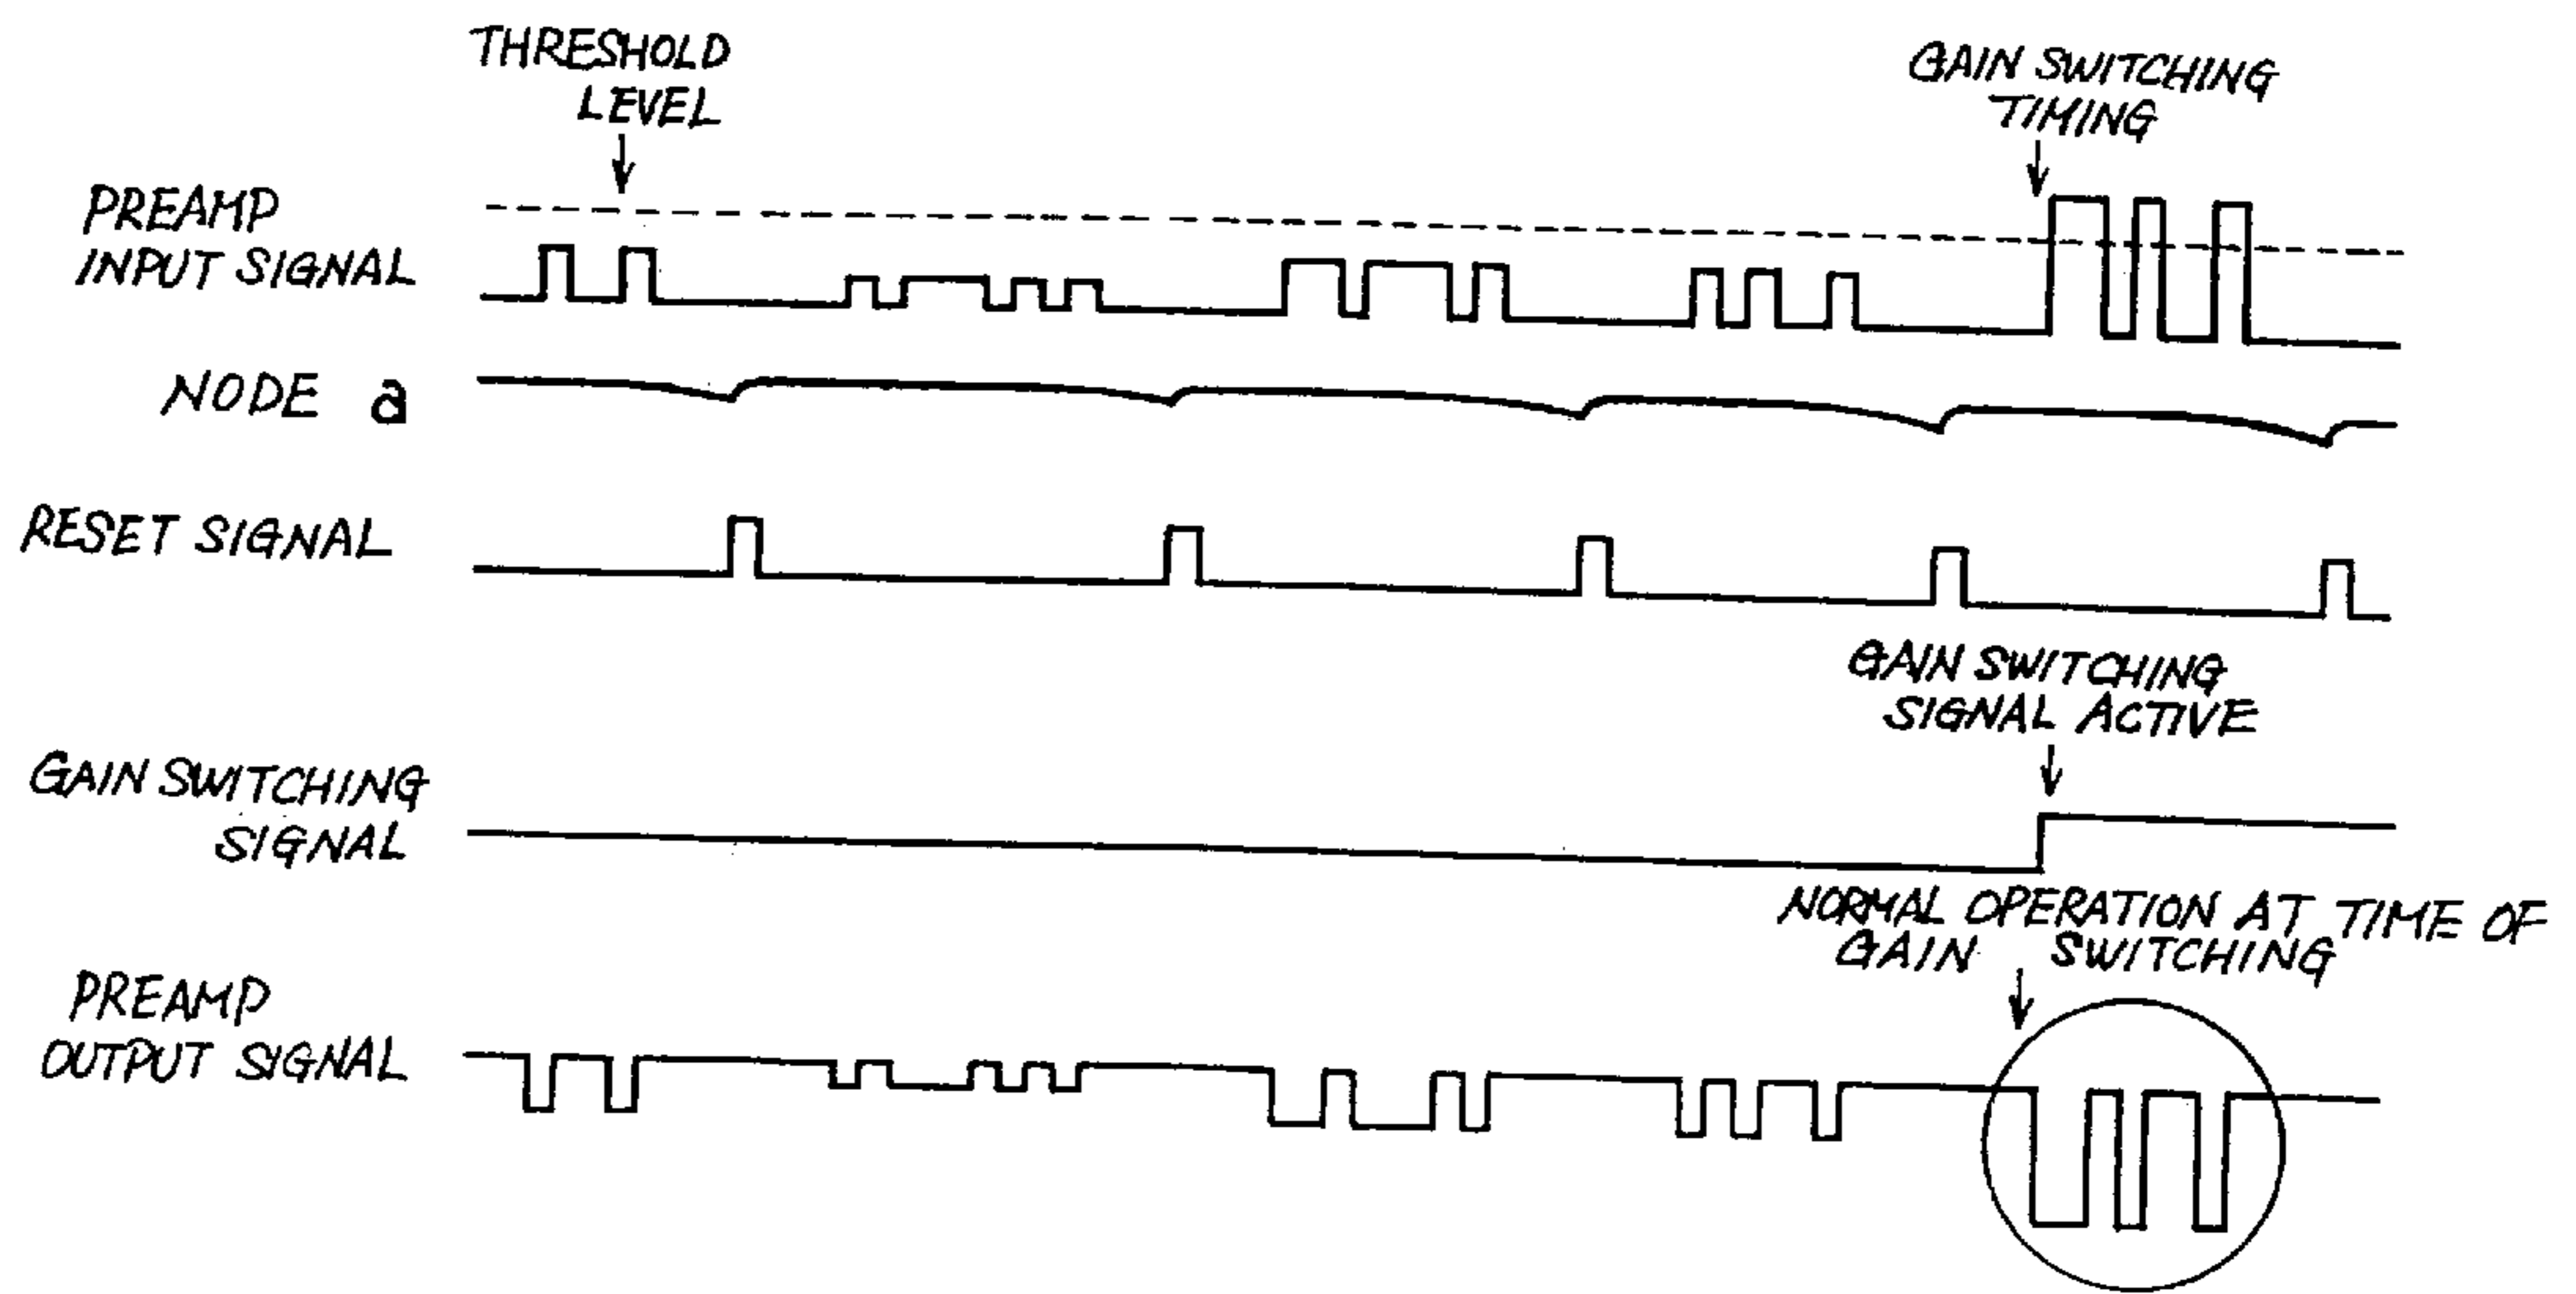 THRESHOLD
LEVEL
GAIN SWITCHING
TIMING
PREAMP
INPUT SIGNAL
NODE a
RESET SIGNAL
GAIN SWITCHING
SIGNAL ACTIVE
GAIN SWITCHING
SIGNAL
NORMAL OPERATION AT TIME OF
GAIN SWITCHING
PREAMP
OUTPUT SIGNAL